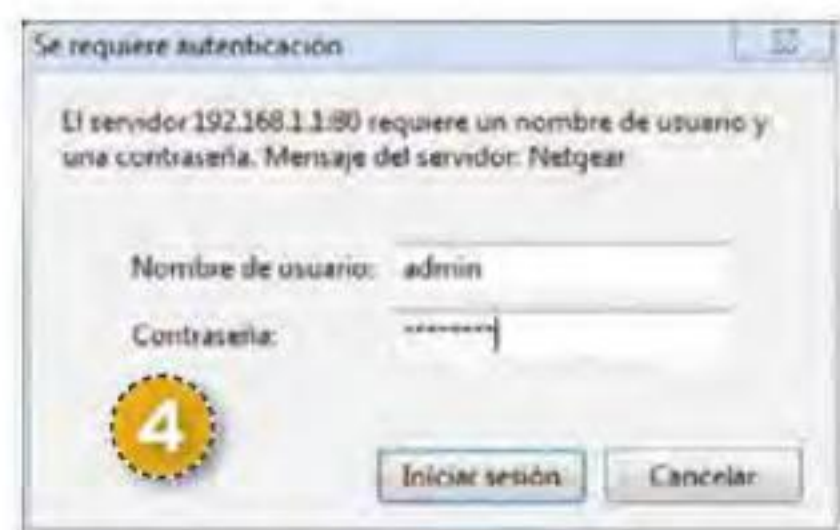 Se requiere autenticación
El servidor 192.168.1.1:80 requiere un nombre de usuario y
una contraseña. Mensaje del servidor: Netgear
Nombre de usuario: admin
Contraseña: --------
4
Iniciar sesión Cancelar